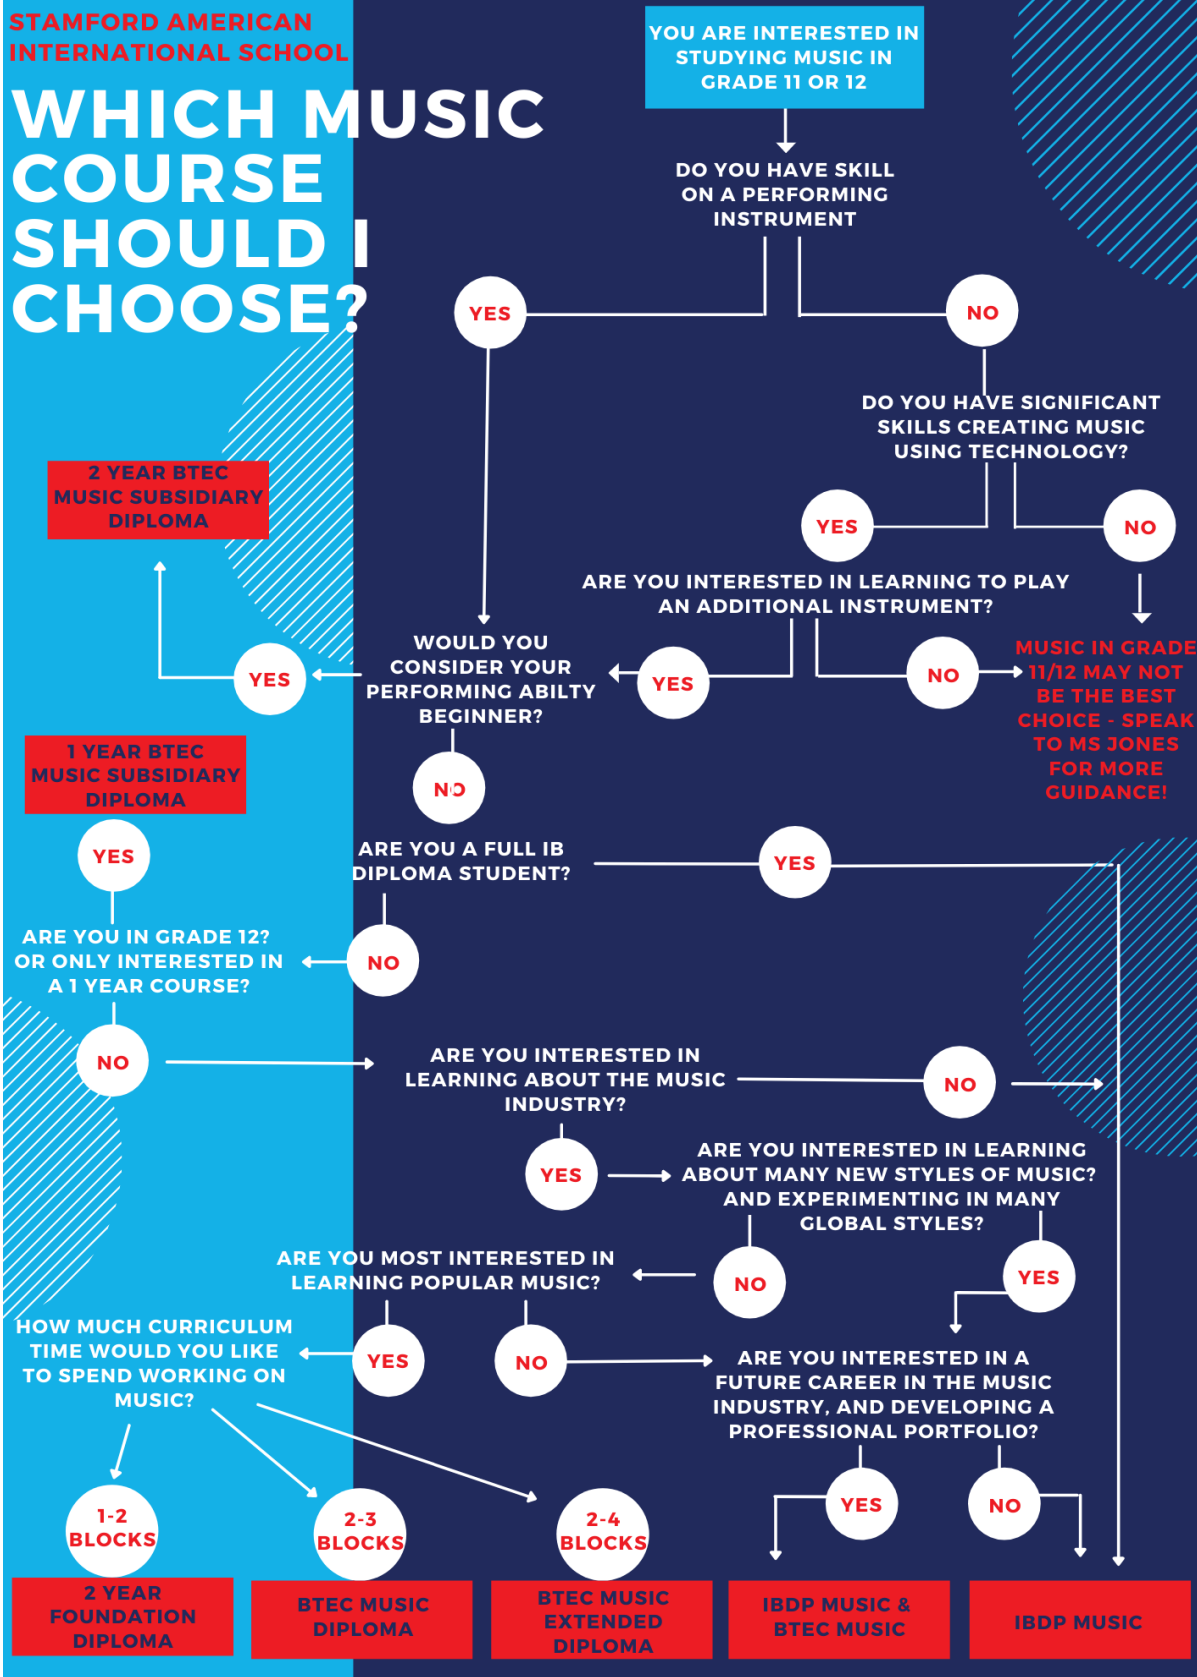 STAMFORD AMERICAN
INTERNATIONAL SCHOOL
WHICH MUSIC
COURSE
SHOULD I
CHOOSE?
YOU ARE INTERESTED IN
STUDYING MUSIC IN
GRADE 11 OR 12
DO YOU HAVE SKILL
ON A PERFORMING
INSTRUMENT
YES
NO
DO YOU HAVE SIGNIFICANT
SKILLS CREATING MUSIC
USING TECHNOLOGY?
YES
NO
2 YEAR BTEC
MUSIC SUBSIDIARY
DIPLOMA
ARE YOU INTERESTED IN LEARNING TO PLAY
AN ADDITIONAL INSTRUMENT?
YES
NO
MUSIC IN GRADE
11/12 MAY NOT
BE THE BEST
CHOICE - SPEAK
TO MS JONES
FOR MORE
GUIDANCE!
WOULD YOU
CONSIDER YOUR
PERFORMING ABILTY
BEGINNER?
YES
NO
1 YEAR BTEC
MUSIC SUBSIDIARY
DIPLOMA
YES
ARE YOU A FULL IB
DIPLOMA STUDENT?
YES
NO
ARE YOU IN GRADE 12?
OR ONLY INTERESTED IN
A 1 YEAR COURSE?
NO
ARE YOU INTERESTED IN
LEARNING ABOUT THE MUSIC
INDUSTRY?
NO
YES
ARE YOU INTERESTED IN LEARNING
ABOUT MANY NEW STYLES OF MUSIC?
AND EXPERIMENTING IN MANY
GLOBAL STYLES?
NO
YES
ARE YOU MOST INTERESTED IN
LEARNING POPULAR MUSIC?
YES
NO
HOW MUCH CURRICULUM
TIME WOULD YOU LIKE
TO SPEND WORKING ON
MUSIC?
ARE YOU INTERESTED IN A
FUTURE CAREER IN THE MUSIC
INDUSTRY, AND DEVELOPING A
PROFESSIONAL PORTFOLIO?
YES
NO
1-2
BLOCKS
2-3
BLOCKS
2-4
BLOCKS
2 YEAR
FOUNDATION
DIPLOMA
BTEC MUSIC
DIPLOMA
BTEC MUSIC
EXTENDED
DIPLOMA
IBDP MUSIC &
BTEC MUSIC
IBDP MUSIC